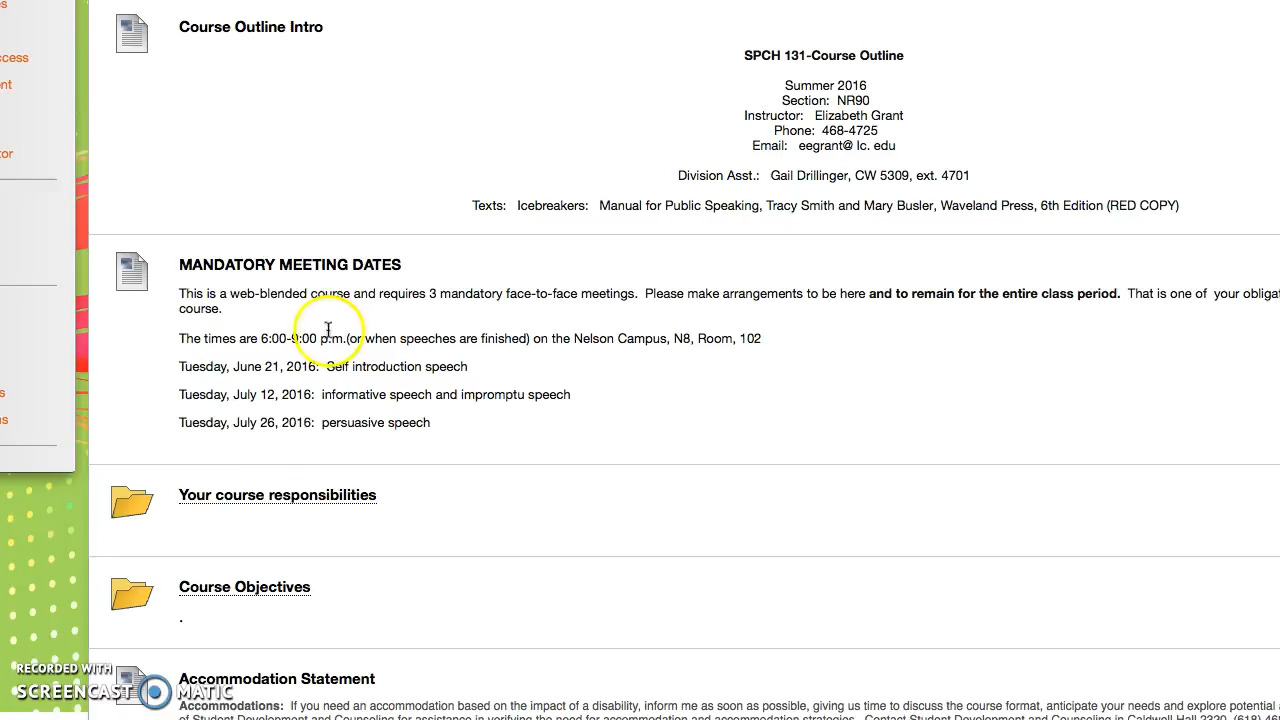 Course Outline Intro
SPCH 131-Course Outline
Summer 2016
Section: NR90
Instructor: Elizabeth Grant
Phone: 468-4725
Email: eegrant@ lc. edu
Division Asst.: Gail Drillinger, CW 5309, ext. 4701
Texts: Icebreakers: Manual for Public Speaking, Tracy Smith and Mary Busler, Waveland Press, 6th Edition (RED COPY)
MANDATORY MEETING DATES
This is a web-blended course and requires 3 mandatory face-to-face meetings. Please make arrangements to be here and to remain for the entire class period. That is one of your
course.
The times are 6:00-9:00 p.m.(or when speeches are finished) on the Nelson Campus, N8, Room, 102
Tuesday, June 21, 2016: Self introduction speech
Tuesday, July 12, 2016: informative speech and impromptu speech
Tuesday, July 26, 2016: persuasive speech
Your course responsibilities
Course Objectives
.
Accommodation Statement
Accommodations: If you need an accommodation based on the impact of a disability, inform me as soon as possible, giving us time to discuss the course format, anticipate your needs and explore potential
RECORDED WITH
SCREENCAST MATIC